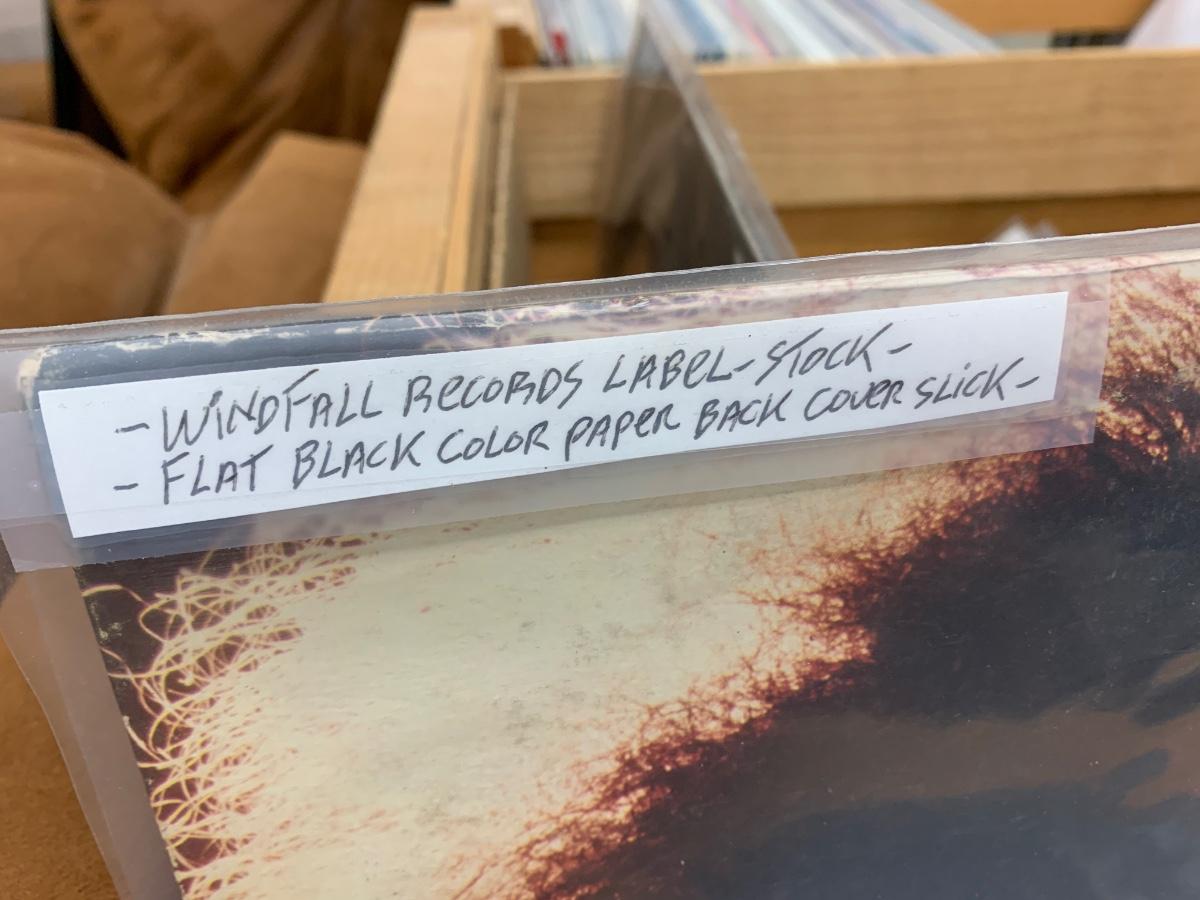 - WINDFALL RECORDS LABEL-STOCK-
- FLAT BLACK COLOR PAPER BACK COVER SLICK-